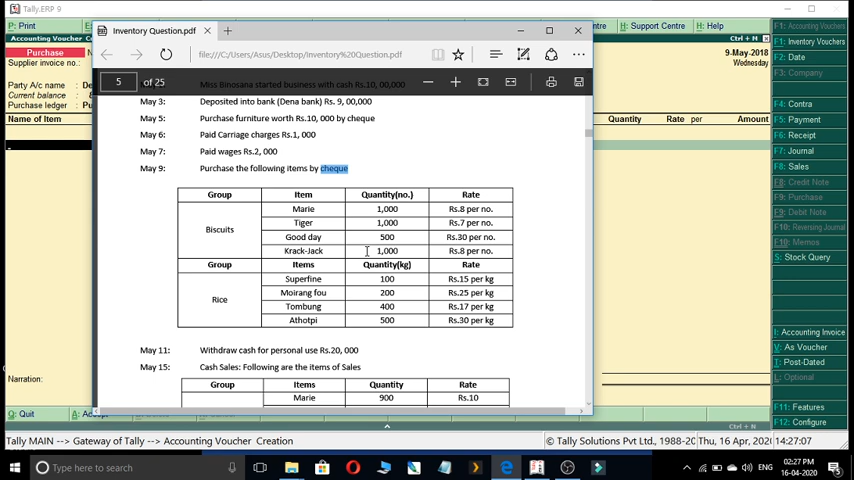 Tally.ERP 9
P: Print
H: Support Centre
H: Help
F1: Accounting Vouchers
Accounting Voucher
Ctrl + M
F1: Inventory Vouchers
Purchase
9-May-2018
Wednesday
F2: Date
Supplier invoice no.:
F3: Company
Party A/c name : De
Current balance :
Purchase ledger : P
F4: Contra
F5: Payment
F6: Receipt
F7: Journal
F8: Sales
F8: Credit Note
F9: Purchase
F9: Debit Note
F10: Reversing Journal
F10: Memos
S: Stock Query
I: Accounting Invoice
V: As Voucher
T: Post-Dated
L: Optional
F11: Features
F12: Configure
Name of Item
Quantity Rate per Amount
Inventory Question.pdf
file:///C:/Users/Asus/Desktop/Inventory%20Question.pdf
5 of 25
Miss Binosana started business with cash Rs.10, 00,000
May 3: Deposited into bank (Dena bank) Rs. 9, 00,000
May 5: Purchase furniture worth Rs.10, 000 by cheque
May 6: Paid Carriage charges Rs.1, 000
May 7: Paid wages Rs.2, 000
May 9: Purchase the following items by cheque
Group Item Quantity(no.) Rate
Biscuits
Marie 1,000 Rs.8 per no.
Tiger 1,000 Rs.7 per no.
Good day 500 Rs.30 per no.
Krack-Jack 1,000 Rs.8 per no.
Group Items Quantity(kg) Rate
Rice
Superfine 100 Rs.15 per kg
Moirang fou 200 Rs.25 per kg
Tombung 400 Rs.17 per kg
Athotpi 500 Rs.30 per kg
May 11: Withdraw cash for personal use Rs.20, 000
May 15: Cash Sales: Following are the items of Sales
Group Items Quantity Rate
Marie 900 Rs.10
Narration:
Q: Quit
A: Accept
Ctrl + N
Tally MAIN --> Gateway of Tally --> Accounting Voucher Creation
© Tally Solutions Pvt Ltd., 1988-20
Thu, 16 Apr, 202
14:27:07
Type here to search
ENG
02:27 PM
16-04-2020